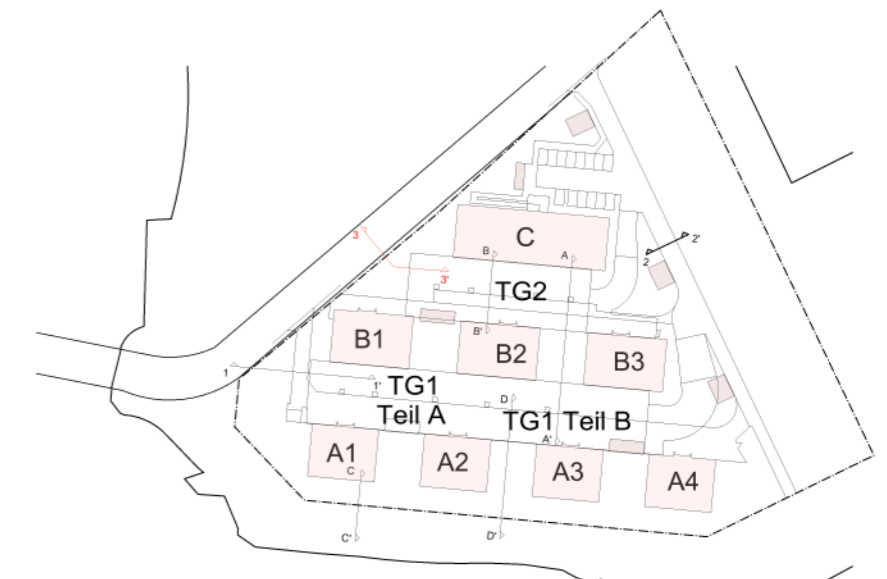 C
B
A
3
2'
2
3'
TG2
B'
B1
B2
B3
1
1'
TG1
D
Teil A
TG1 Teil B
A'
A1
C
A2
A3
A4
C'
D'